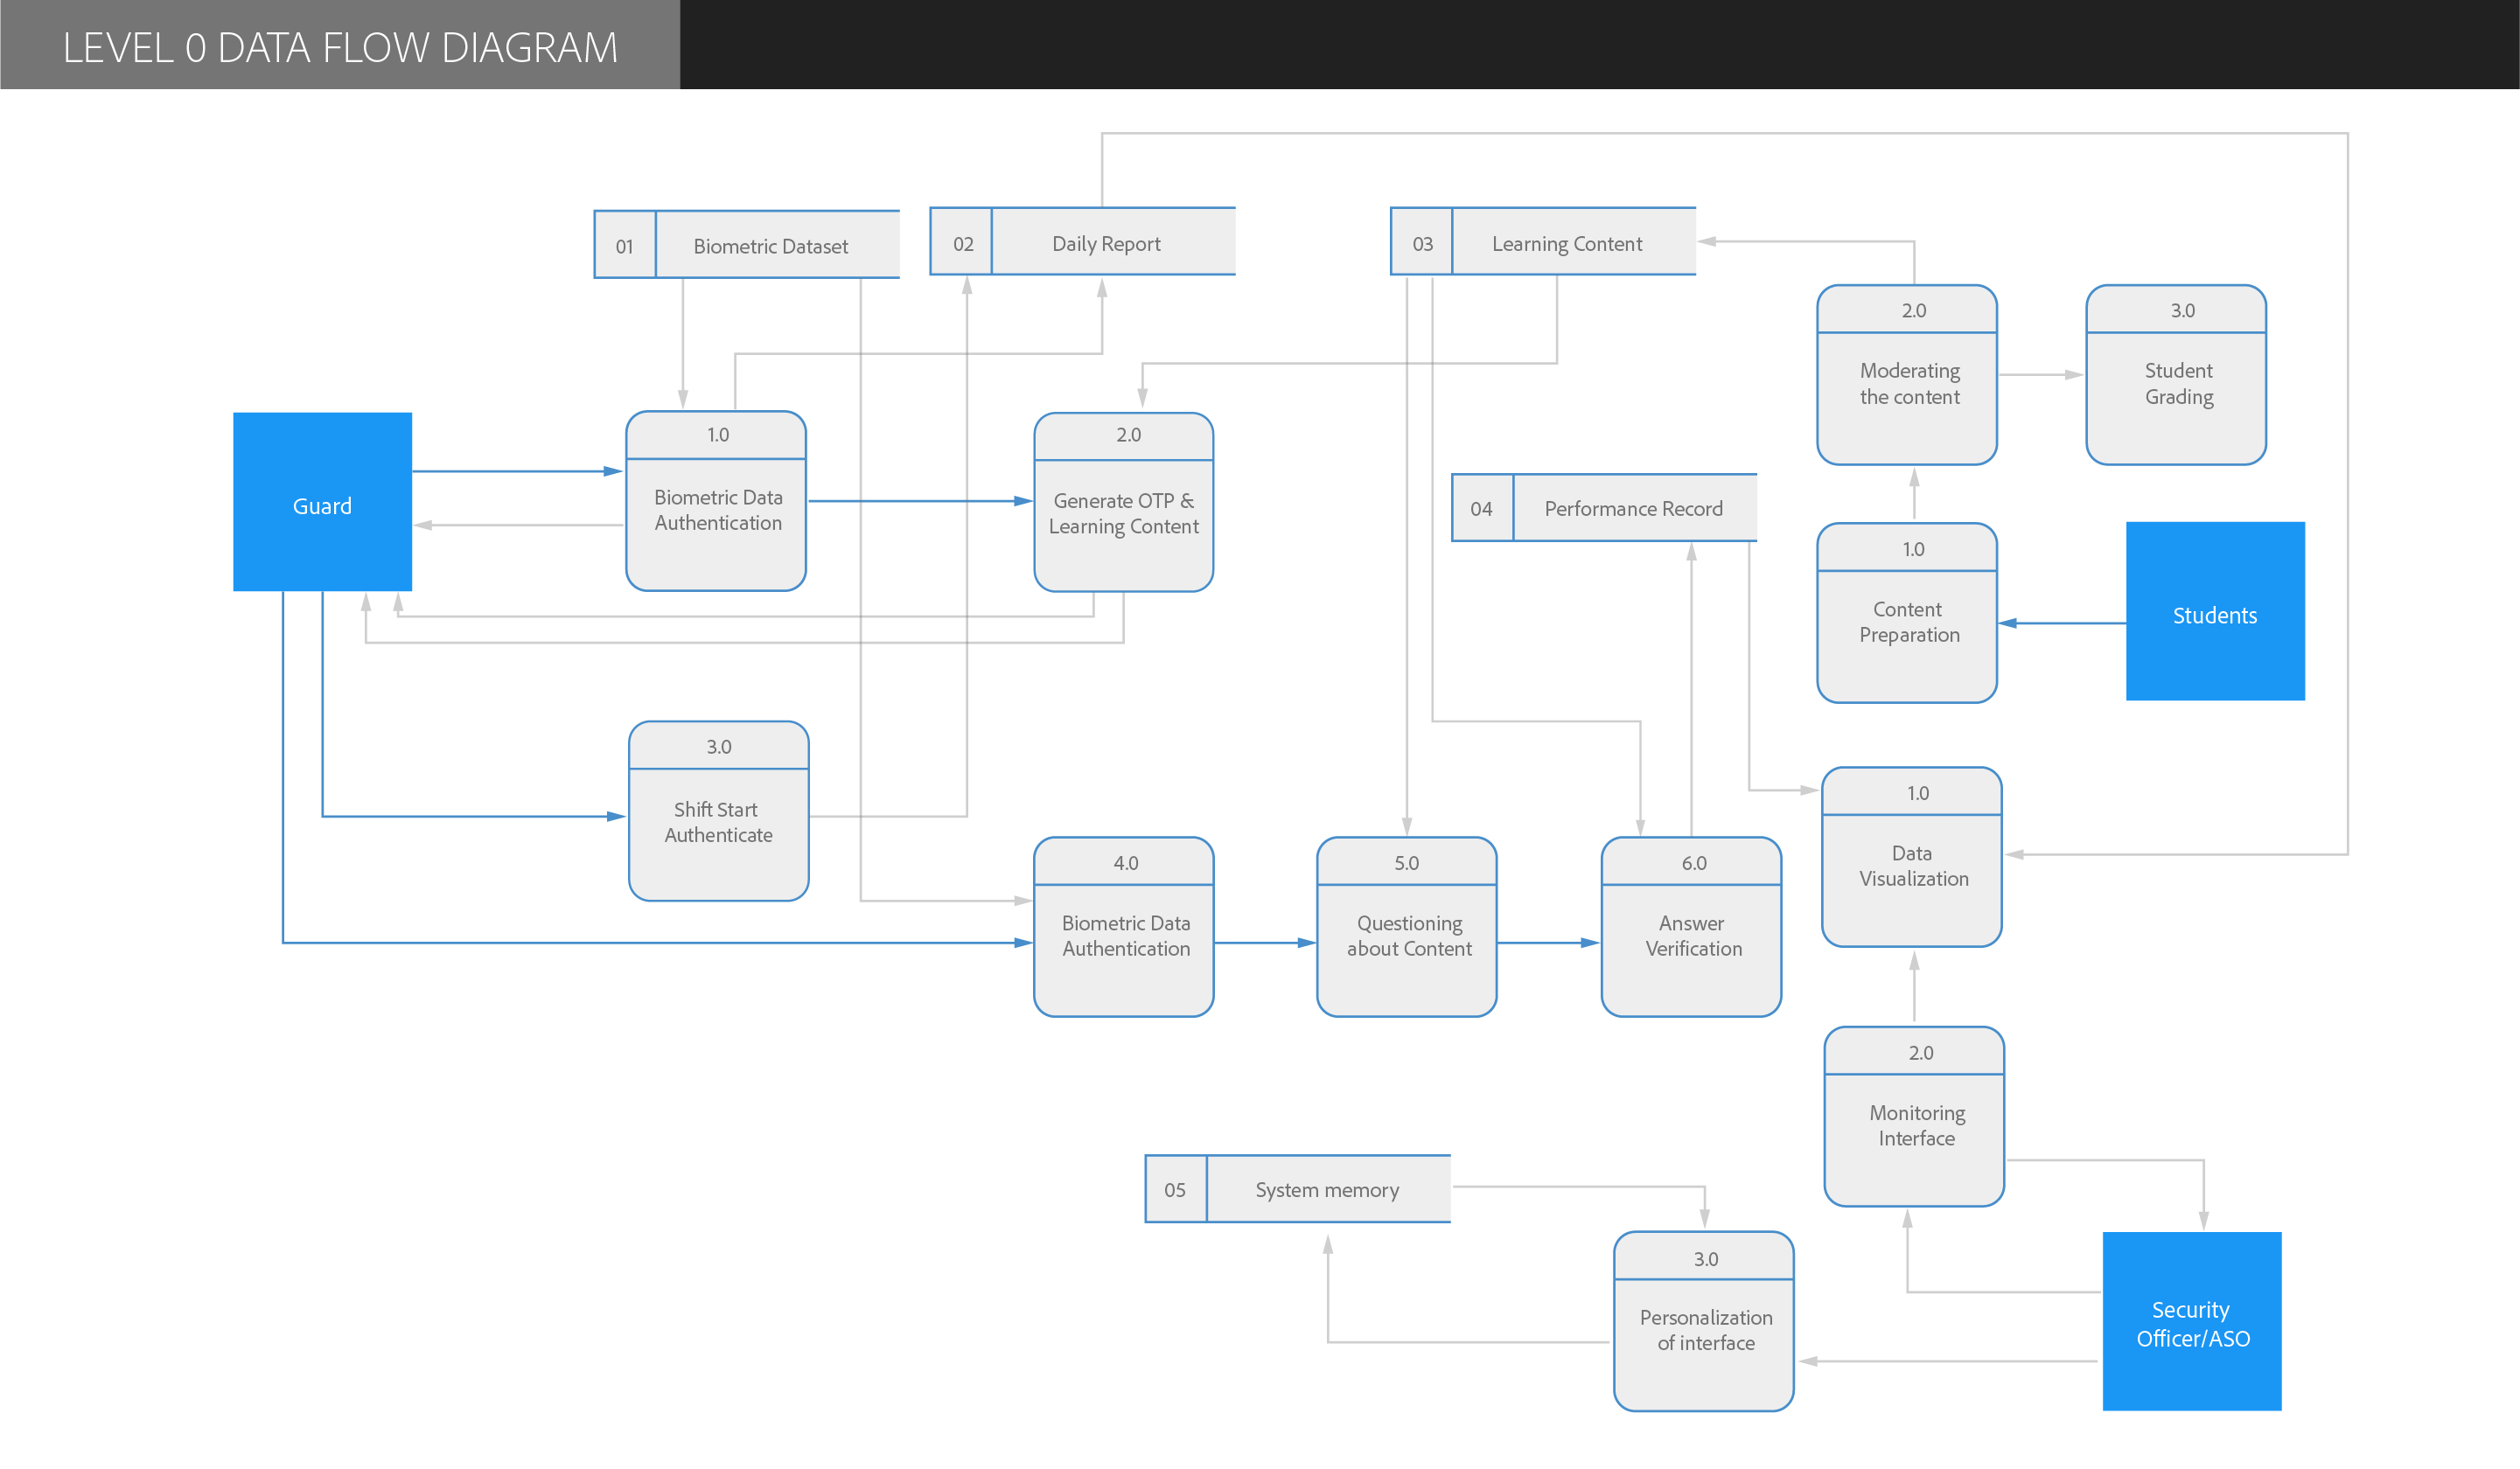 LEVEL 0 DATA FLOW DIAGRAM
01
Biometric Dataset
02
Daily Report
03
Learning Content
2.0
Moderating
the content
3.0
Student
Grading
Guard
1.0
Biometric Data
Authentication
2.0
Generate OTP &
Learning Content
04
Performance Record
1.0
Content
Preparation
Students
3.0
Shift Start
Authenticate
1.0
Data
Visualization
4.0
Biometric Data
Authentication
5.0
Questioning
about Content
6.0
Answer
Verification
2.0
Monitoring
Interface
05
System memory
3.0
Personalization
of interface
Security
Officer/ASO